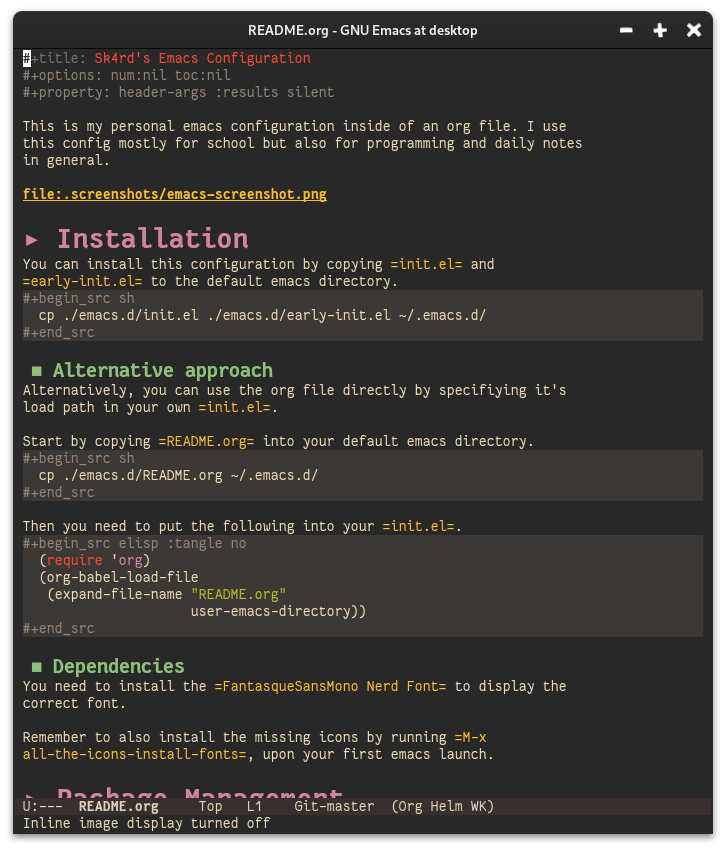 README.org - GNU Emacs at desktop
#+title: Sk4rd's Emacs Configuration
#+options: num:nil toc:nil
#+property: header-args :results silent
This is my personal emacs configuration inside of an org file. I use
this config mostly for school but also for programming and daily notes
in general.
file:.screenshots/emacs-screenshot.png
▸ Installation
You can install this configuration by copying =init.el= and
=early-init.el= to the default emacs directory.
#+begin_src sh
cp ./emacs.d/init.el ./emacs.d/early-init.el ~/.emacs.d/
#+end_src
■ Alternative approach
Alternatively, you can use the org file directly by specifiying it's
load path in your own =init.el=.
Start by copying =README.org= into your default emacs directory.
#+begin_src sh
cp ./emacs.d/README.org ~/.emacs.d/
#+end_src
Then you need to put the following into your =init.el=.
#+begin_src elisp :tangle no
(require 'org)
(org-babel-load-file
(expand-file-name "README.org"
user-emacs-directory))
#+end_src
■ Dependencies
You need to install the =FantasqueSansMono Nerd Font= to display the
correct font.
Remember to also install the missing icons by running =M-x
all-the-icons-install-fonts=, upon your first emacs launch.
▸ Package Management
U:--- README.org Top L1 Git-master (Org Helm WK)
Inline image display turned off